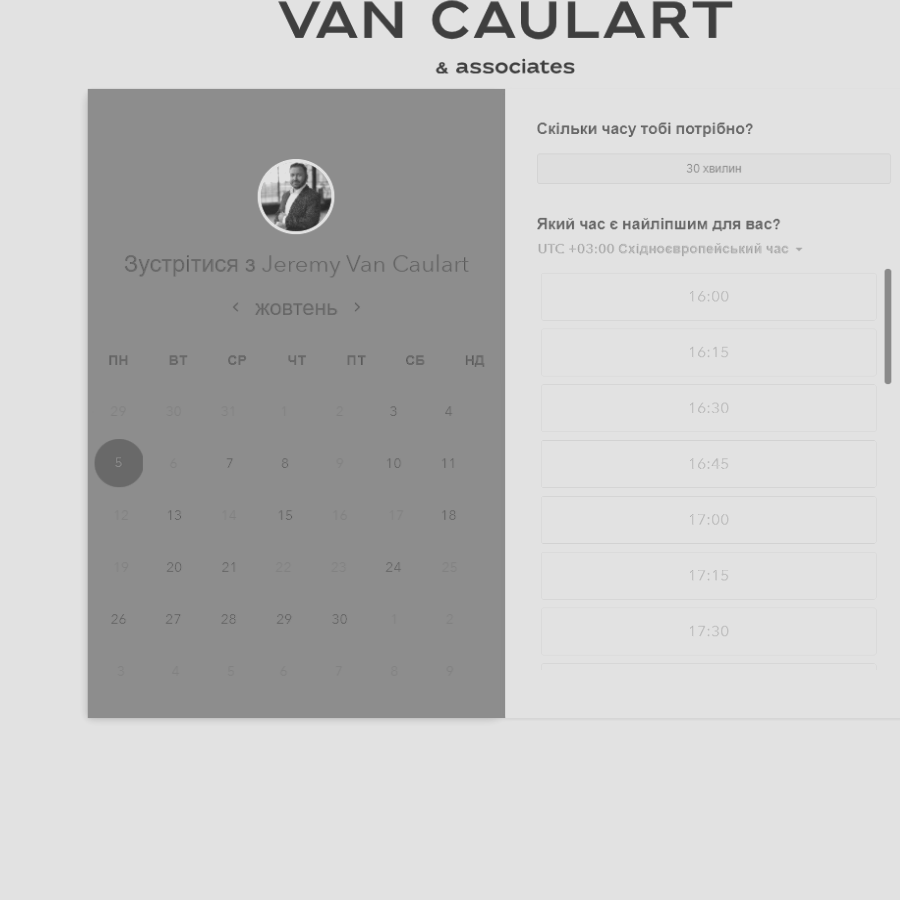 VAN CAULART
& associates
Зустрітися з Jeremy Van Caulart
жовтень
ПН ВТ СР ЧТ ПТ СБ НД
29 30 31 1 2 3 4
5 6 7 8 9 10 11
12 13 14 15 16 17 18
19 20 21 22 23 24 25
26 27 28 29 30 1 2
3 4 5 6 7 8 9
Скільки часу тобі потрібно?
30 хвилин
Який час є найліпшим для вас?
UTC +03:00 Східноєвропейський час
16:00
16:15
16:30
16:45
17:00
17:15
17:30